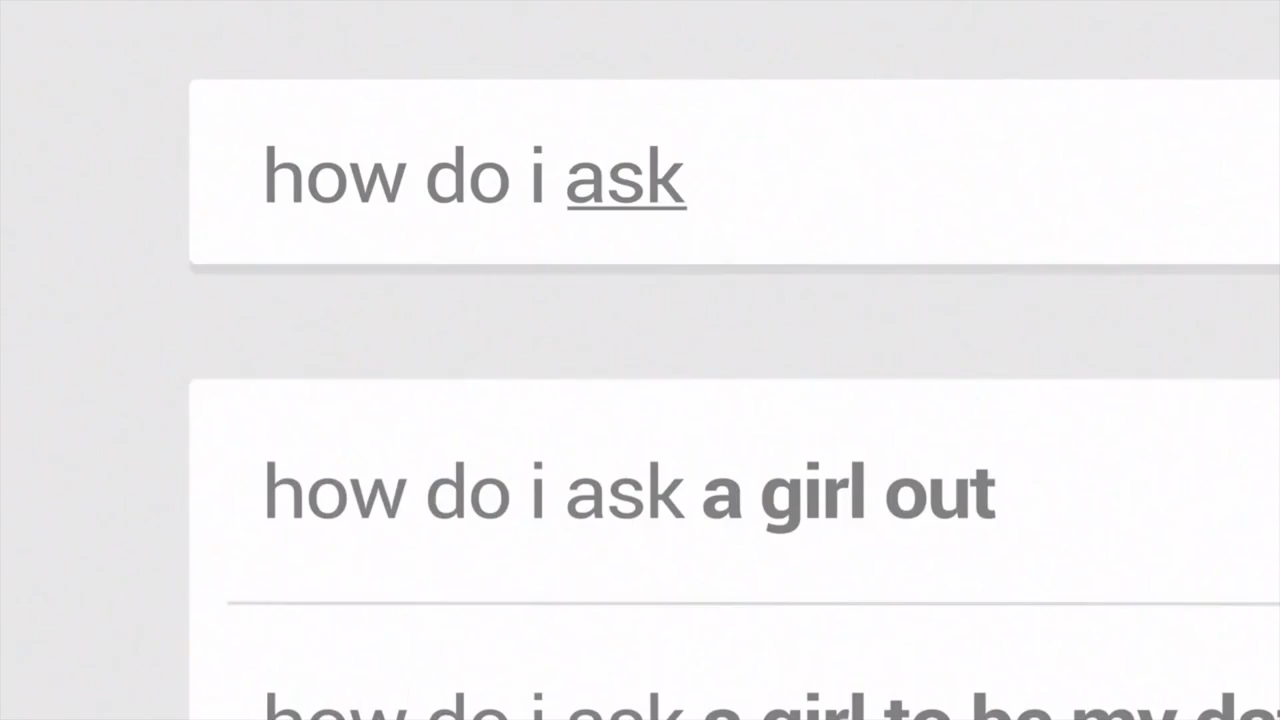 how do i ask
how do i ask a girl out
how do i ask a girl to be my